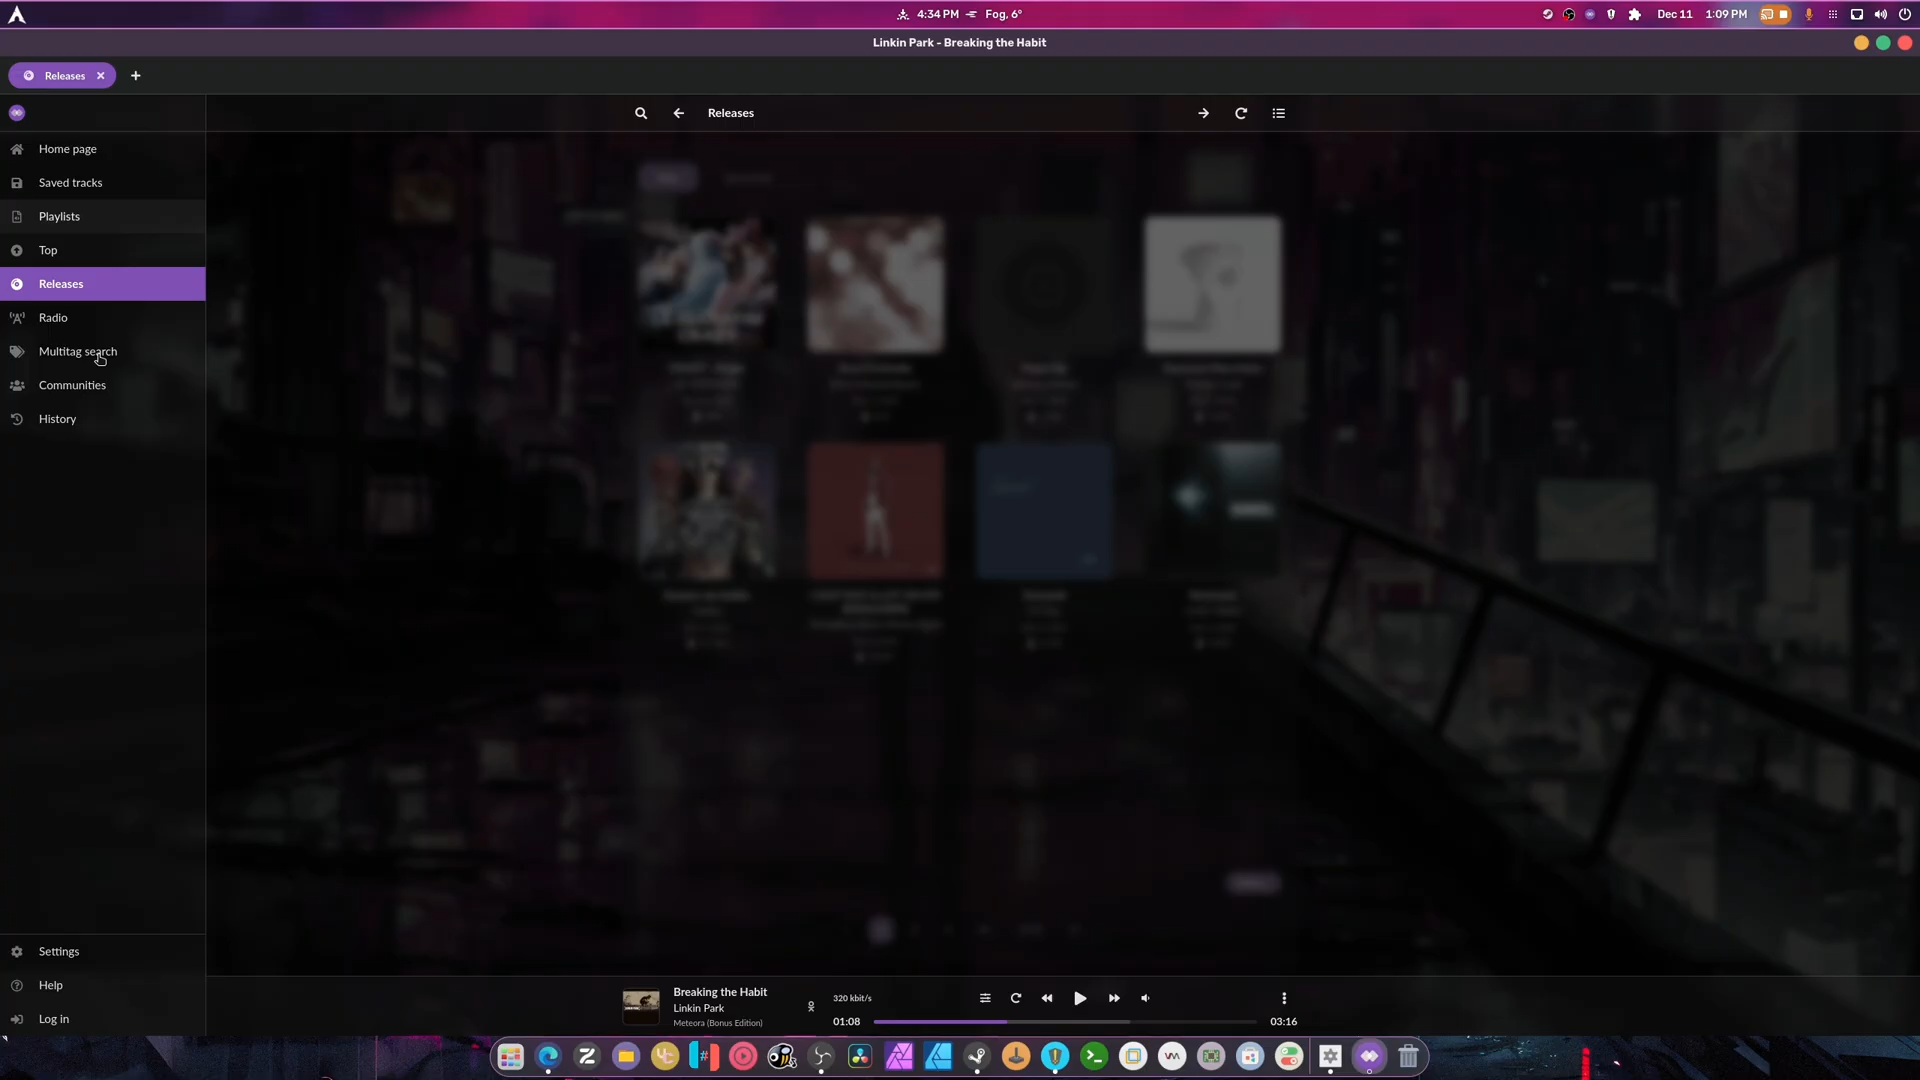 4:34 PM
Fog, 6°
Dec 11
1:09 PM
Linkin Park - Breaking the Habit
Releases
Releases
Home page
Saved tracks
Playlists
Top
Releases
Radio
Multitag search
Communities
History
Settings
Help
Log in
Breaking the Habit
Linkin Park
Meteora (Bonus Edition)
320 kbit/s
01:08
03:16